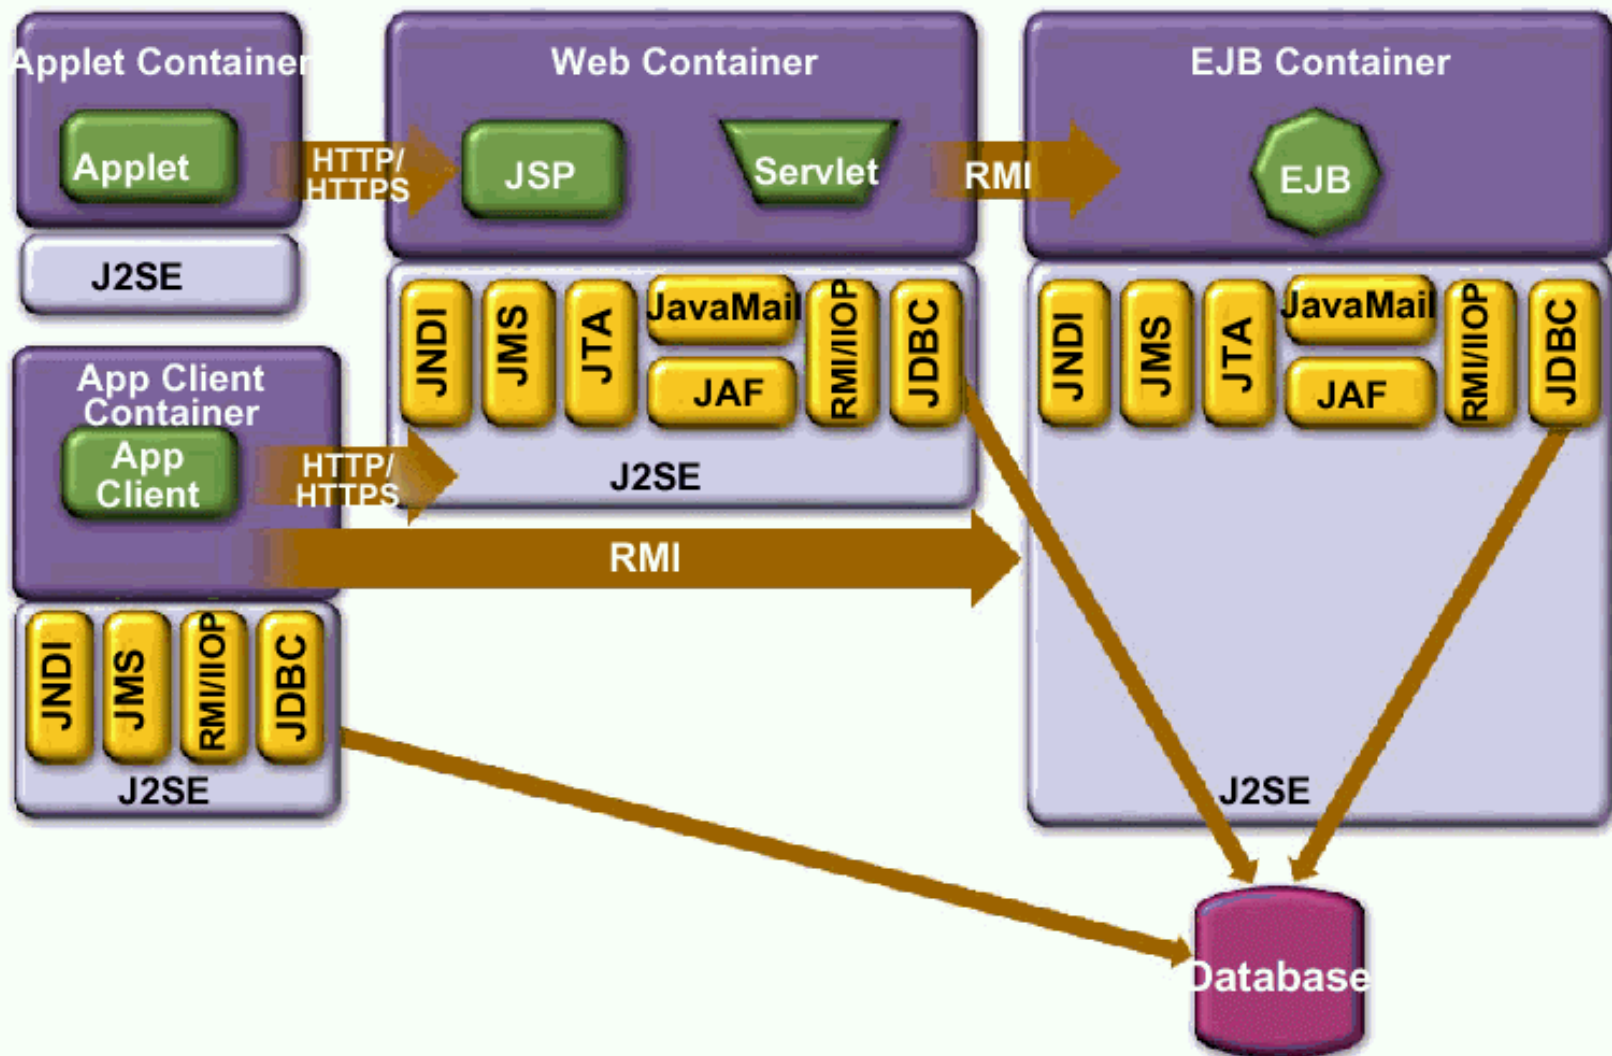 Applet Container
Applet
HTTP/
HTTPS
J2SE
Web Container
JSP
Servlet
RMI
JNDI
JMS
JTA
JavaMail
JAF
RMI/IIOP
JDBC
J2SE
EJB Container
EJB
JNDI
JMS
JTA
JavaMail
JAF
RMI/IIOP
JDBC
J2SE
App Client
Container
App
Client
HTTP/
HTTPS
RMI
JNDI
JMS
RMI/IIOP
JDBC
J2SE
Database